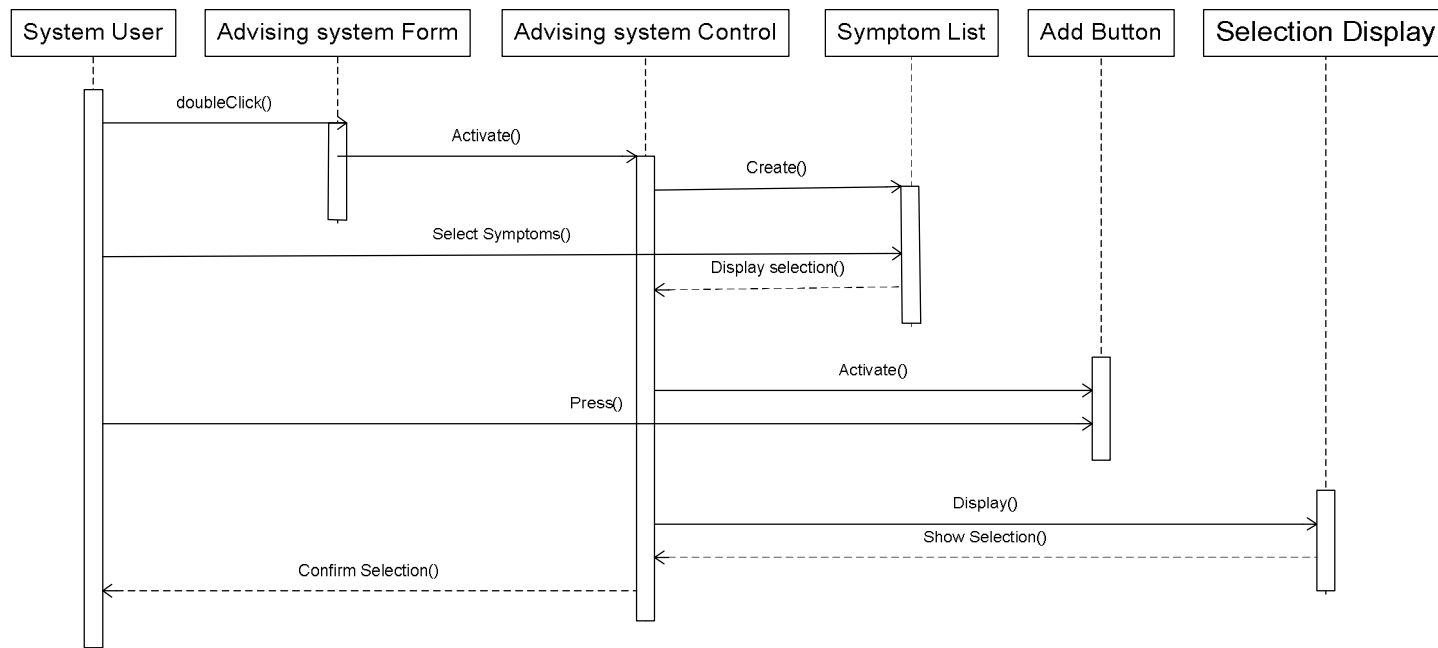 System User
Advising system Form
Advising system Control
Symptom List
Add Button
Selection Display
doubleClick()
Activate()
Create()
Select Symptoms()
Display selection()
Activate()
Press()
Display()
Show Selection()
Confirm Selection()